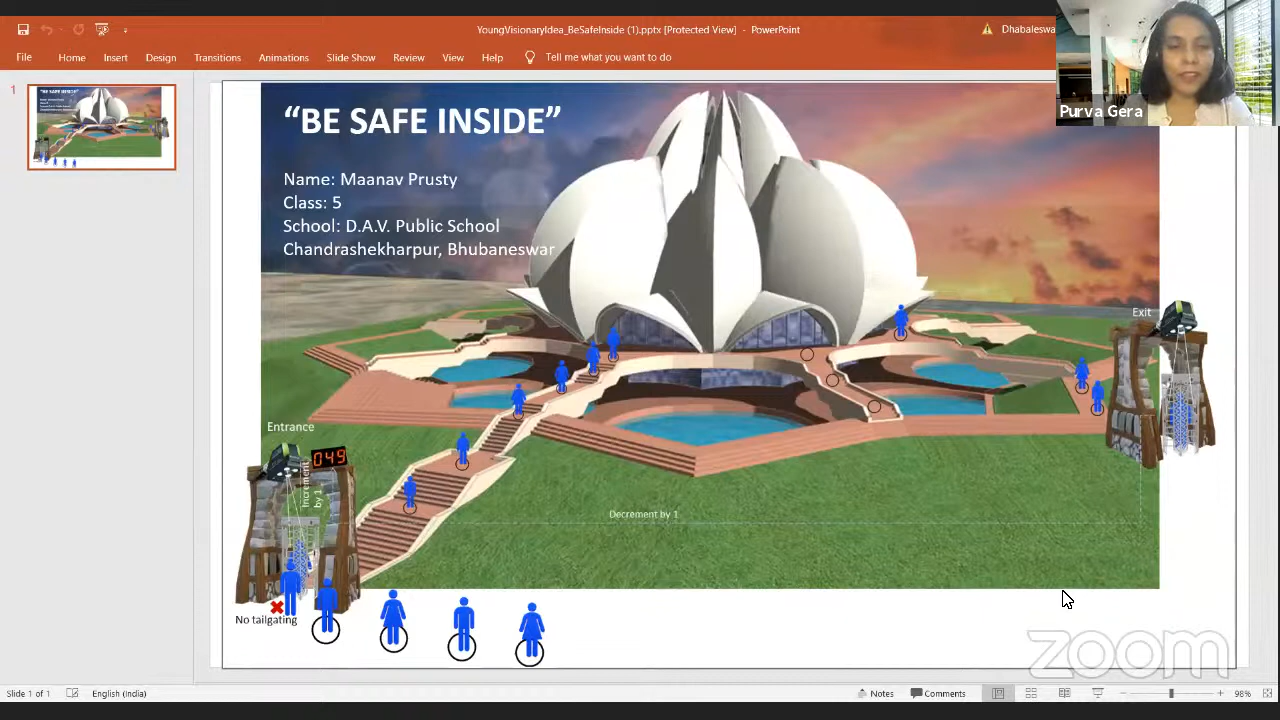 YoungVisionaryIdea_BeSafeInside (1).pptx [Protected View] - PowerPoint
Dhabaleswa
File Home Insert Design Transitions Animations Slide Show Review View Help Tell me what you want to do
Purva Gera
1
"BE SAFE INSIDE"
Name: Maanav Prusty
Class: 5
School: D.A.V. Public School
Chandrashekharpur, Bhubaneswar
Exit
Entrance
049
Increment
by 1
Decrement by 1
No tailgating
zoom
Slide 1 of 1 English (India) Notes Comments 98%